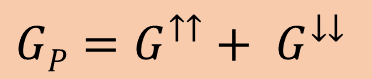 G_P = G^↑↑ + G^↓↓